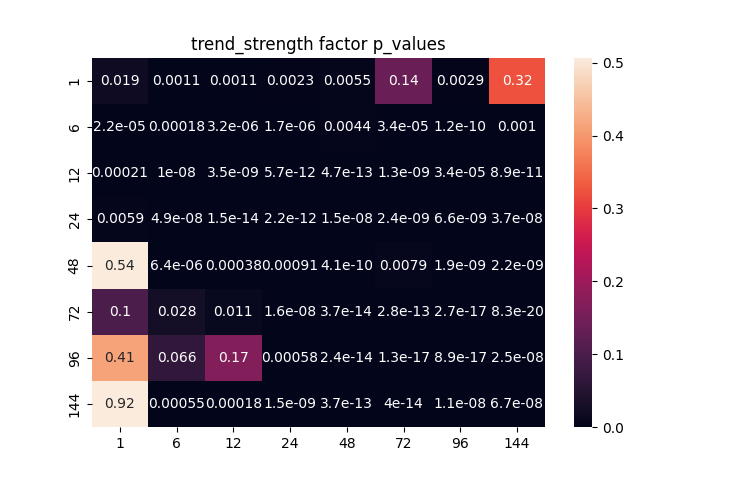 trend_strength factor p_values
1 0.019 0.0011 0.0011 0.0023 0.0055 0.14 0.0029 0.32
6 2.2e-05 0.00018 3.2e-06 1.7e-06 0.0044 3.4e-05 1.2e-10 0.001
12 0.00021 1e-08 3.5e-09 5.7e-12 4.7e-13 1.3e-09 3.4e-05 8.9e-11
24 0.0059 4.9e-08 1.5e-14 2.2e-12 1.5e-08 2.4e-09 6.6e-09 3.7e-08
48 0.54 6.4e-06 0.00038 0.00091 4.1e-10 0.0079 1.9e-09 2.2e-09
72 0.1 0.028 0.011 1.6e-08 3.7e-14 2.8e-13 2.7e-17 8.3e-20
96 0.41 0.066 0.17 0.00058 2.4e-14 1.3e-17 8.9e-17 2.5e-08
144 0.92 0.00055 0.00018 1.5e-09 3.7e-13 4e-14 1.1e-08 6.7e-08
1 6 12 24 48 72 96 144
0.5
0.4
0.3
0.2
0.1
0.0